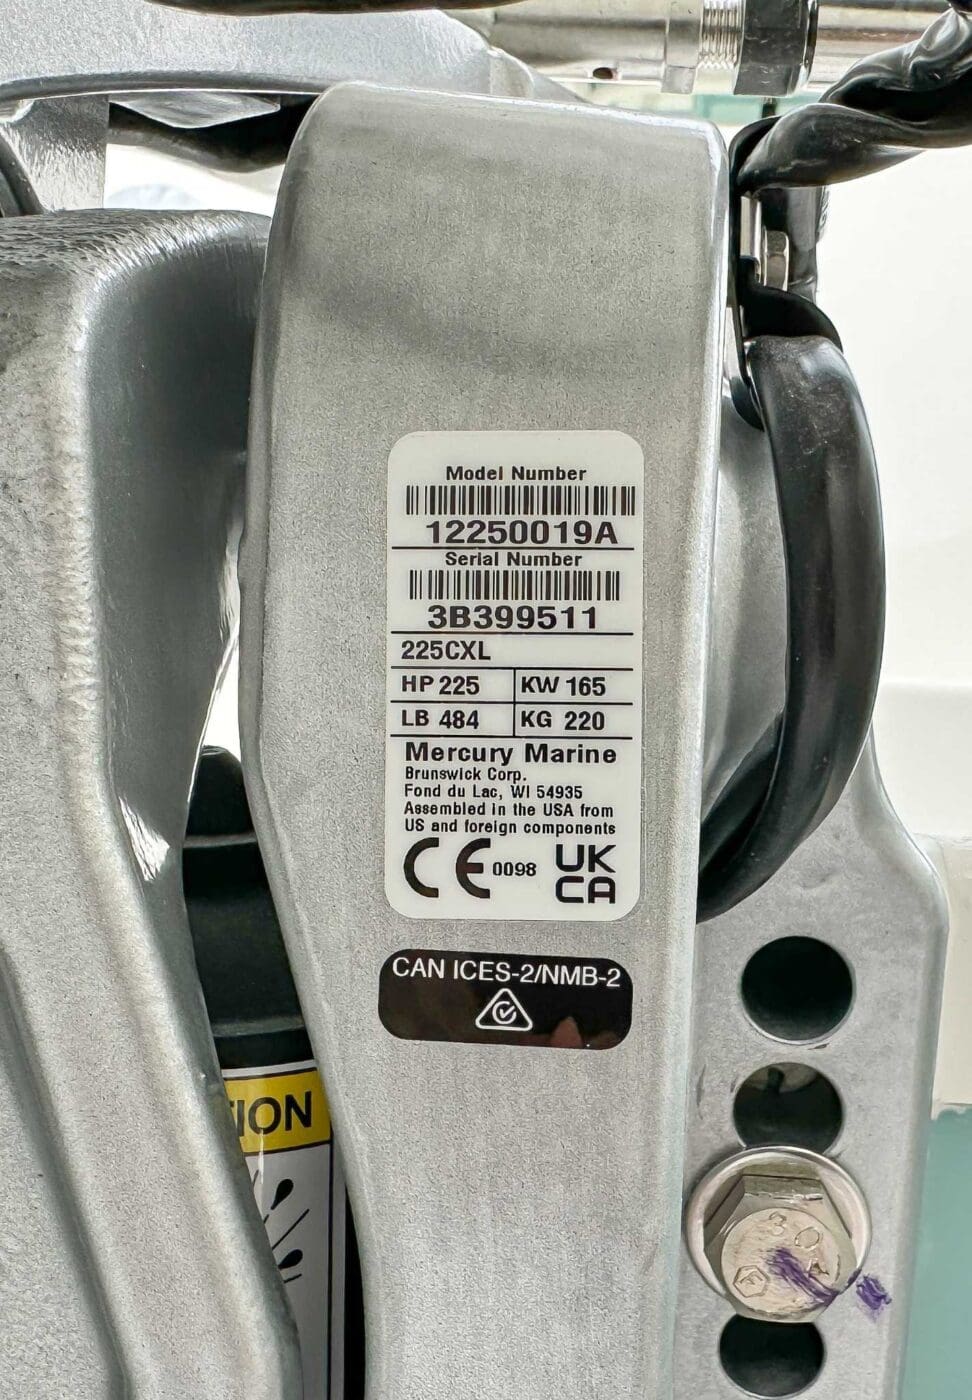 Model Number
12250019A
Serial Number
3B399511
225CXL
HP 225 KW 165
LB 484 KG 220
Mercury Marine
Brunswick Corp.
Fond du Lac, WI 54935
Assembled in the USA from
US and foreign components
CE 0098 UK
CA
CAN ICES-2/NMB-2
ION
30